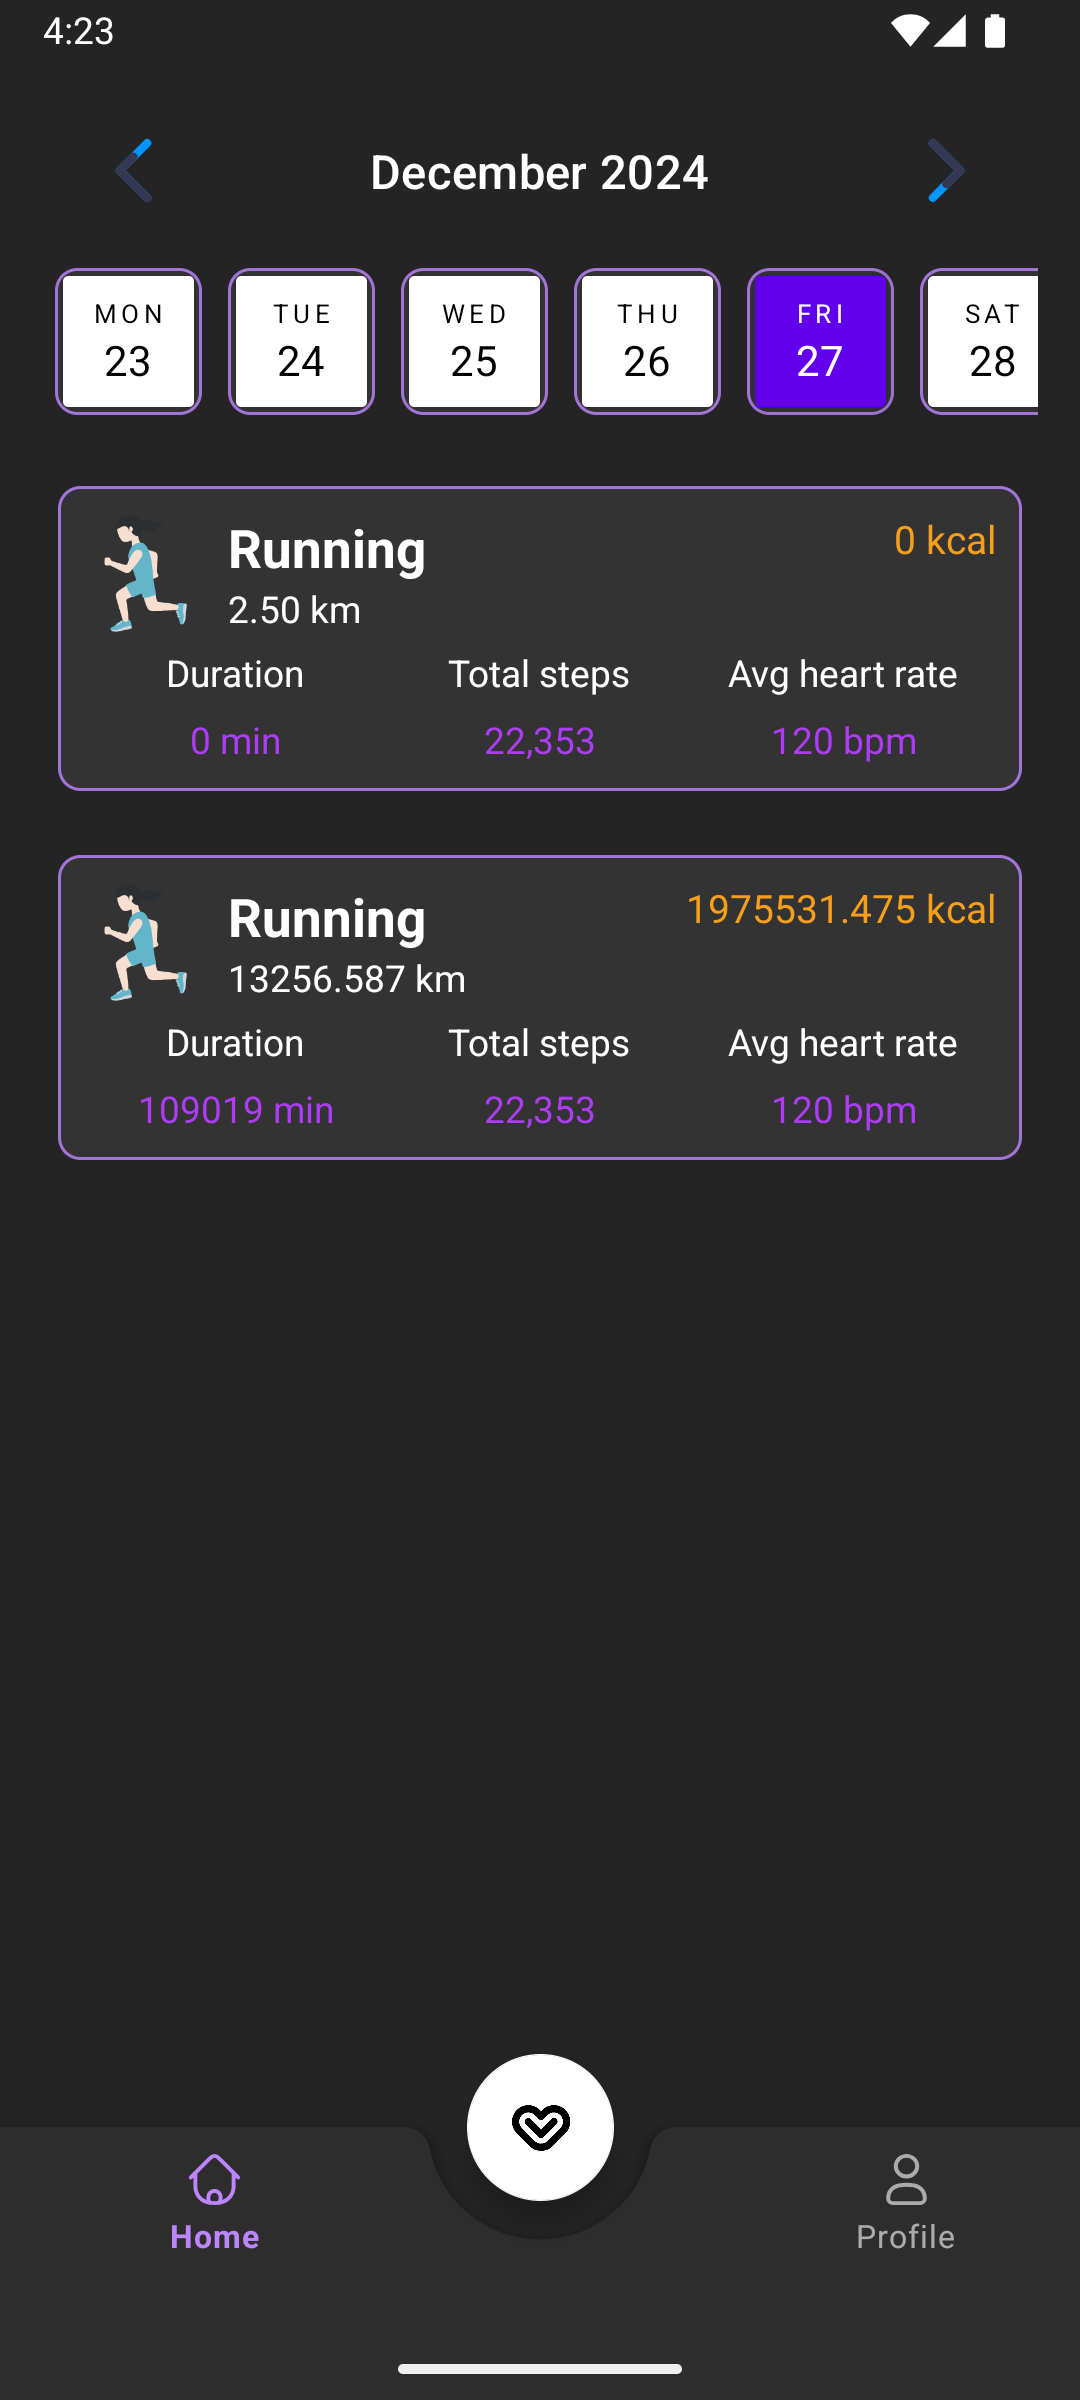 4:23
December 2024
MON TUE WED THU FRI SAT
23 24 25 26 27 28
Running 0 kcal
2.50 km
Duration Total steps Avg heart rate
0 min 22,353 120 bpm
Running 1975531.475 kcal
13256.587 km
Duration Total steps Avg heart rate
109019 min 22,353 120 bpm
Home Profile